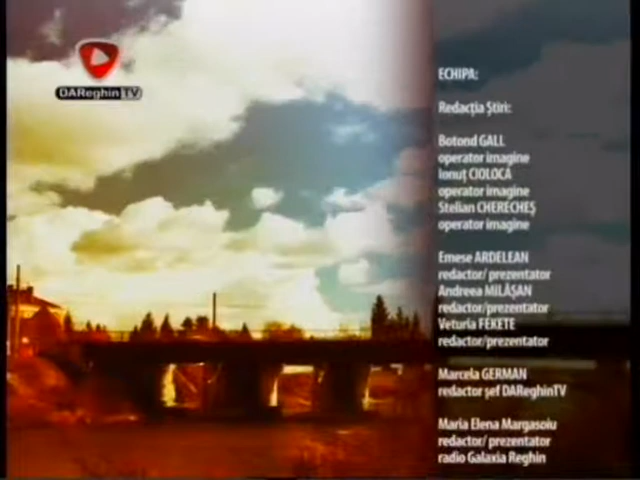 DAReghin TV
ECHIPA:
Redacția Știri:
Botond GALL
operator imagine
Ionuț CIOLOCA
operator imagine
Stelian CHERECHEȘ
operator imagine
Emese ARDELEAN
redactor/ prezentator
Andreea MILĂȘAN
redactor/prezentator
Veturia FEKETE
redactor/prezentator
Marcela GERMAN
redactor șef DAReghinTV
Maria Elena Margasoiu
redactor/ prezentator
radio Galaxia Reghin